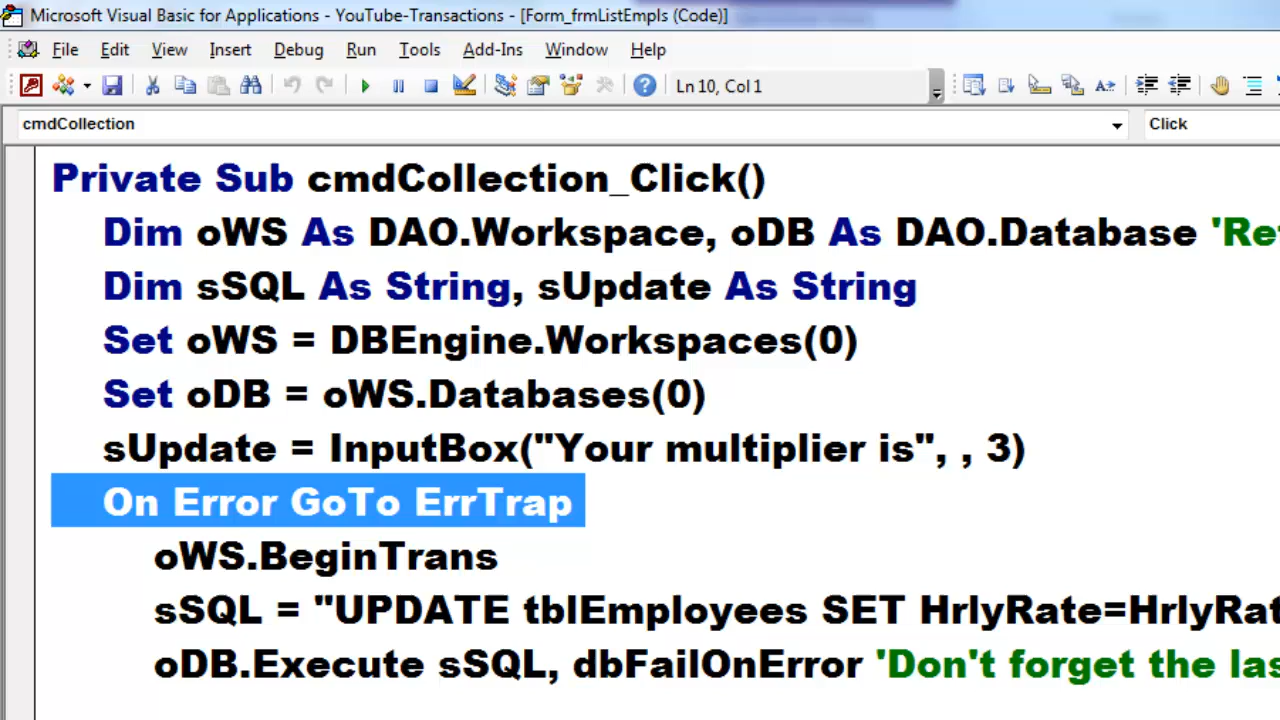 Microsoft Visual Basic for Applications - YouTube-Transactions - [Form_frmListEmpls (Code)]
File Edit View Insert Debug Run Tools Add-Ins Window Help
Ln 10, Col 1
cmdCollection Click
Private Sub cmdCollection_Click()
Dim oWS As DAO.Workspace, oDB As DAO.Database
Dim sSQL As String, sUpdate As String
Set oWS = DBEngine.Workspaces(0)
Set oDB = oWS.Databases(0)
sUpdate = InputBox("Your multiplier is", , 3)
On Error GoTo ErrTrap
oWS.BeginTrans
sSQL = "UPDATE tblEmployees SET HrlyRate=HrlyRat
oDB.Execute sSQL, dbFailOnError 'Don't forget the las